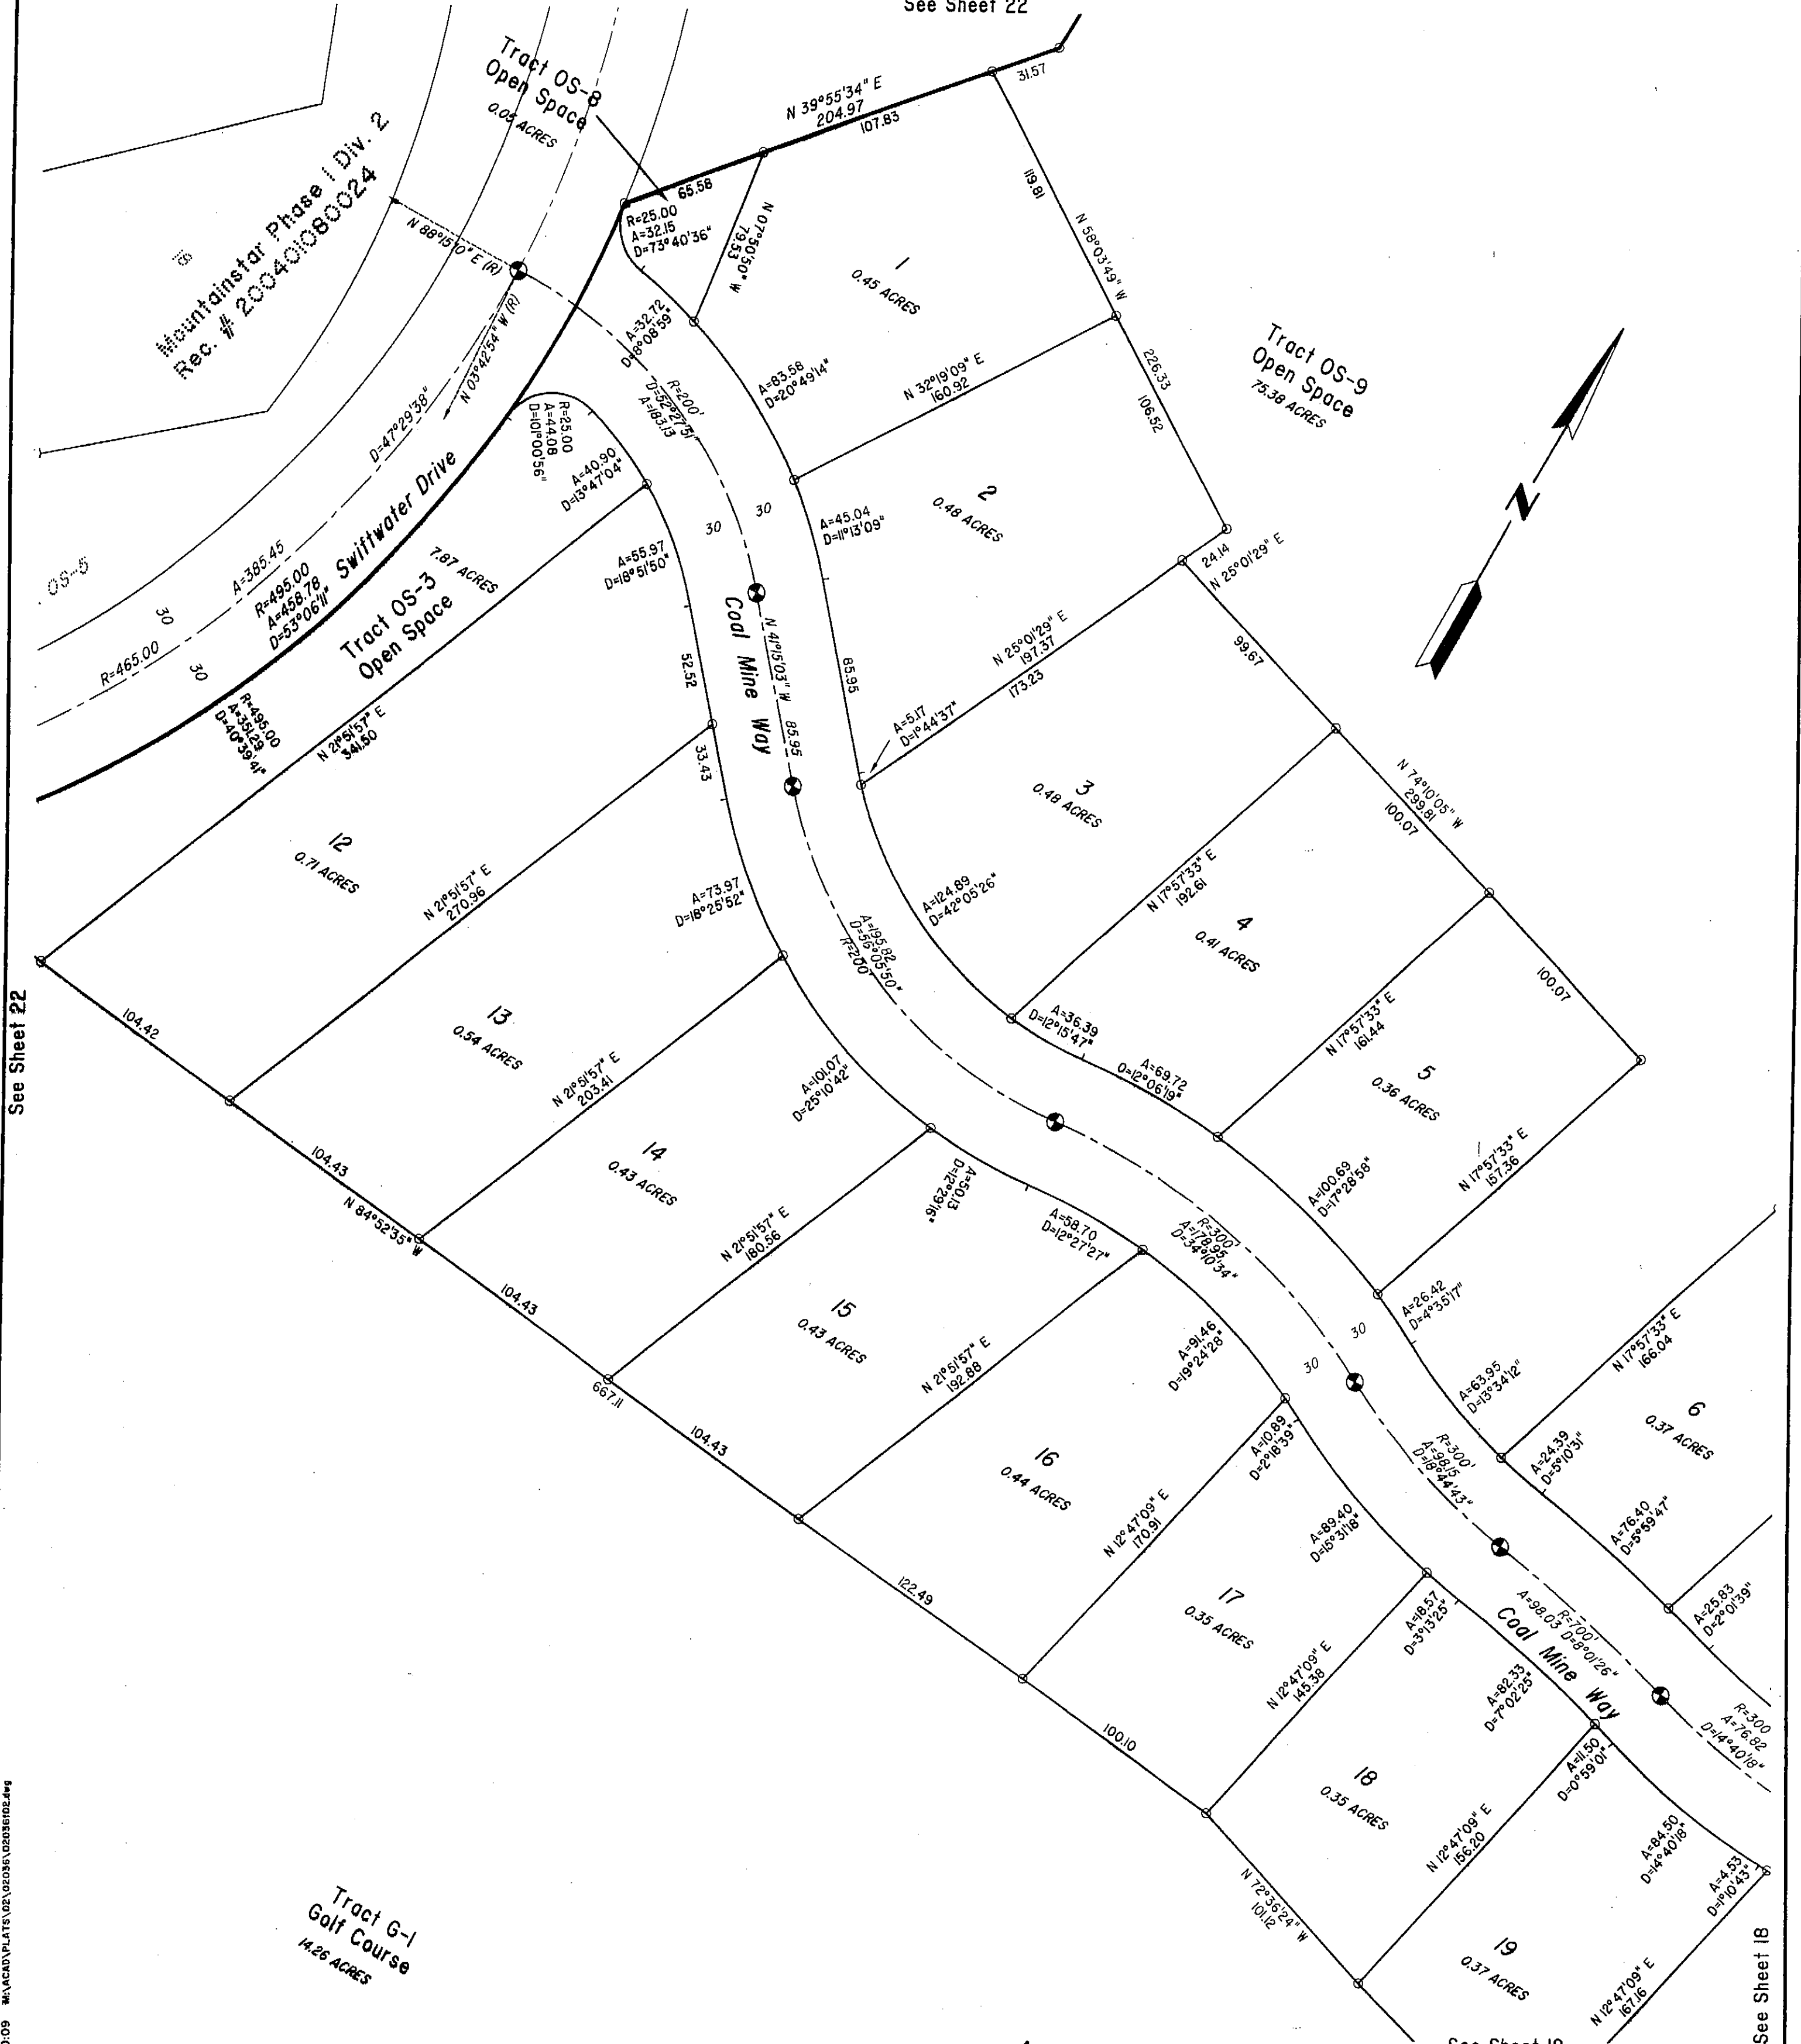 See Sheet 22
Tract OS-8
Open Space
0.05 ACRES
N 39°55'34" E
204.97
107.83
31.57
65.58
Mountainstar Phase 1 Div. 2
Rec. # 200401080024
N 88°15'10" E (R)
N 03°42'54" W (R)
R=25.00
A=32.15
D=73°40'36"
N 07°50'50" W
79.53
1
0.45 ACRES
119.81
N 58°03'49" W
226.33
106.52
Tract OS-9
Open Space
75.38 ACRES
N
A=32.72
D=8°08'59"
R=200'
D=52°27'51"
A=183.13
A=83.58
D=20°49'14"
N 32°19'09" E
160.92
2
0.48 ACRES
R=25.00
A=44.08
D=101°00'56"
A=40.90
D=13°47'04"
D=47°29'38"
Swiftwater Drive
A=385.45
R=495.00
A=458.78
D=53°06'11"
R=465.00
30
30
OS-5
7.87 ACRES
Tract OS-3
Open Space
R=495.00
A=351.29
D=40°39'41"
N 21°51'57" E
341.50
30
30
A=45.04
D=11°13'09"
A=55.97
D=18°51'50"
Coal Mine Way
N 41°15'03" W 85.95
85.95
52.52
33.43
24.14
N 25°01'29" E
N 25°01'29" E
197.37
173.23
A=5.17
D=1°44'37"
99.67
3
0.48 ACRES
N 74°10'05" W
299.81
100.07
12
0.71 ACRES
N 21°51'57" E
270.96
A=73.97
D=18°25'52"
A=195.82
D=56°05'50"
R=200'
A=124.89
D=42°05'26"
N 17°57'33" E
192.61
4
0.41 ACRES
100.07
See Sheet 22
104.42
13
0.54 ACRES
N 21°51'57" E
203.41
A=101.07
D=25°10'42"
A=36.39
D=12°15'47"
A=69.72
D=12°06'19"
N 17°57'33" E
161.44
5
0.36 ACRES
104.43
N 84°52'35" W
14
0.43 ACRES
N 21°51'57" E
180.56
A=50.13
D=12°29'16"
A=58.70
D=12°27'27"
R=300'
A=178.95
D=34°10'34"
A=100.69
D=17°28'58"
N 17°57'33" E
157.36
104.43
667.11
15
0.43 ACRES
N 21°51'57" E
192.88
A=91.46
D=19°24'28"
30
30
A=26.42
D=4°35'17"
A=63.95
D=13°34'12"
N 17°57'33" E
166.04
6
0.37 ACRES
104.43
16
0.44 ACRES
N 12°47'09" E
170.91
A=10.89
D=2°18'39"
R=300'
A=98.15
D=18°44'43"
A=24.39
D=5°10'31"
A=76.40
D=5°59'47"
122.49
17
0.35 ACRES
A=89.40
D=15°31'18"
N 12°47'09" E
145.38
A=18.57
D=3°13'25"
R=700'
A=98.03 D=8°01'26"
Coal Mine Way
A=25.83
D=2°01'39"
R=300
A=76.82
D=14°40'18"
100.10
18
0.35 ACRES
A=82.33
D=7°02'25"
N 12°47'09" E
156.20
A=11.50
D=0°59'01"
A=84.50
D=14°40'18"
A=4.53
D=1°10'43"
N 72°36'24" W
101.12
19
0.37 ACRES
N 12°47'09" E
167.16
Tract G-1
Golf Course
14.26 ACRES
See Sheet 18
M:\ACAD\PLATS\02\02036\02036f02.dwg